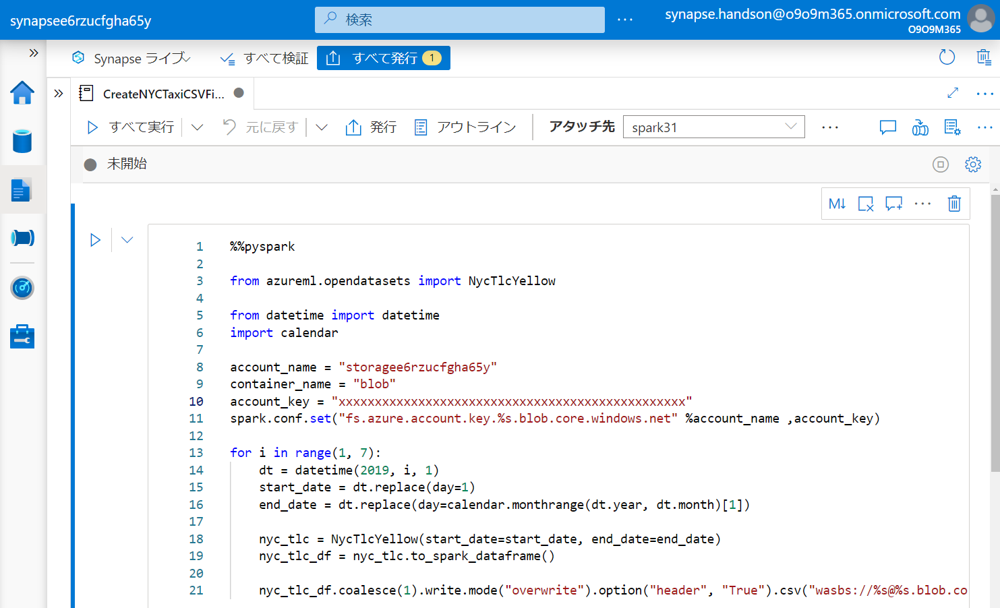 synapsee6rzucfgha65y
検索
synapse.handson@o9o9m365.onmicrosoft.com
O9O9M365
Synapse ライブ
すべて検証
すべて発行 1
CreateNYCTaxiCSVFi...
すべて実行
元に戻す
発行
アウトライン
アタッチ先
spark31
未開始
M↓
1 %%pyspark
2
3 from azureml.opendatasets import NycTlcYellow
4
5 from datetime import datetime
6 import calendar
7
8 account_name = "storagee6rzucfgha65y"
9 container_name = "blob"
10 account_key = "xxxxxxxxxxxxxxxxxxxxxxxxxxxxxxxxxxxxxxxxxxxxxxxx"
11 spark.conf.set("fs.azure.account.key.%s.blob.core.windows.net" %account_name ,account_key)
12
13 for i in range(1, 7):
14 dt = datetime(2019, i, 1)
15 start_date = dt.replace(day=1)
16 end_date = dt.replace(day=calendar.monthrange(dt.year, dt.month)[1])
17
18 nyc_tlc = NycTlcYellow(start_date=start_date, end_date=end_date)
19 nyc_tlc_df = nyc_tlc.to_spark_dataframe()
20
21 nyc_tlc_df.coalesce(1).write.mode("overwrite").option("header", "True").csv("wasbs://%s@%s.blob.co